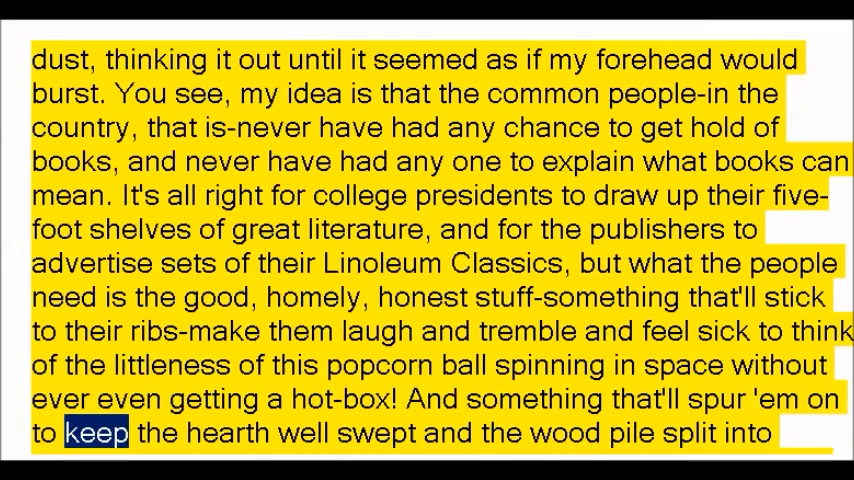 dust, thinking it out until it seemed as if my forehead would
burst. You see, my idea is that the common people-in the
country, that is-never have had any chance to get hold of
books, and never have had any one to explain what books can
mean. It's all right for college presidents to draw up their five-
foot shelves of great literature, and for the publishers to
advertise sets of their Linoleum Classics, but what the people
need is the good, homely, honest stuff-something that'll stick
to their ribs-make them laugh and tremble and feel sick to think
of the littleness of this popcorn ball spinning in space without
ever even getting a hot-box! And something that'll spur 'em on
to keep the hearth well swept and the wood pile split into